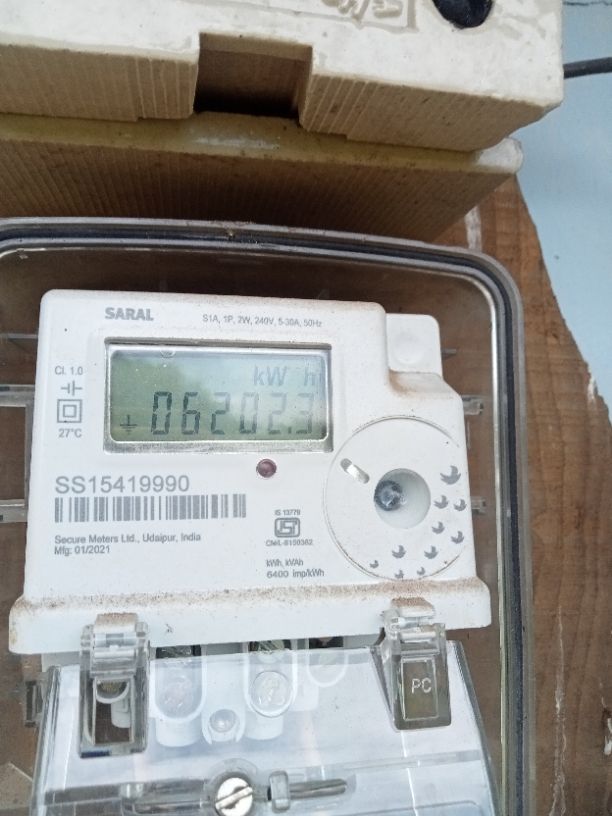 SARAL
S1A, 1P, 2W, 240V, 5-30A, 50Hz
Cl. 1.0
kW h
06202.3
27°C
SS15419990
Secure Meters Ltd., Udaipur, India
Mfg: 01/2021
IS 13779
CM/L-8150362
kWh, kVAh
6400 imp/kWh
PC